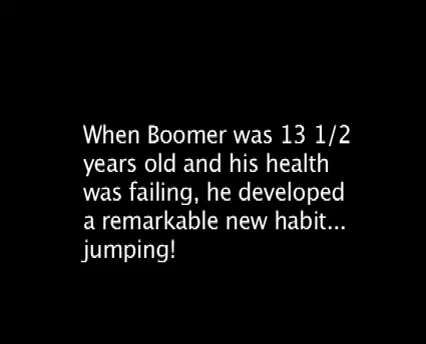 When Boomer was 13 1/2
years old and his health
was failing, he developed
a remarkable new habit...
jumping!